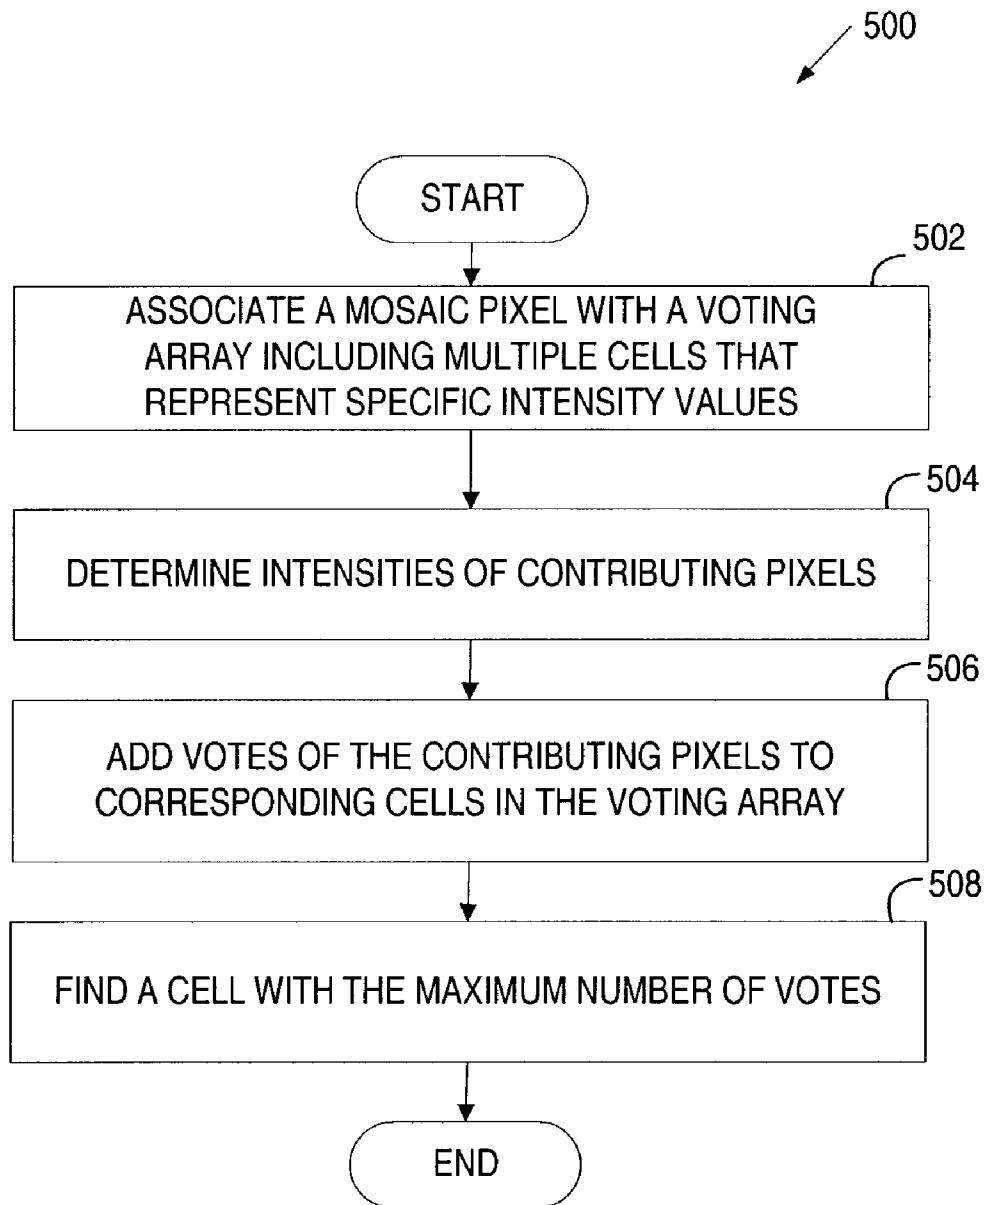 500
START
502
ASSOCIATE A MOSAIC PIXEL WITH A VOTING
ARRAY INCLUDING MULTIPLE CELLS THAT
REPRESENT SPECIFIC INTENSITY VALUES
504
DETERMINE INTENSITIES OF CONTRIBUTING PIXELS
506
ADD VOTES OF THE CONTRIBUTING PIXELS TO
CORRESPONDING CELLS IN THE VOTING ARRAY
508
FIND A CELL WITH THE MAXIMUM NUMBER OF VOTES
END